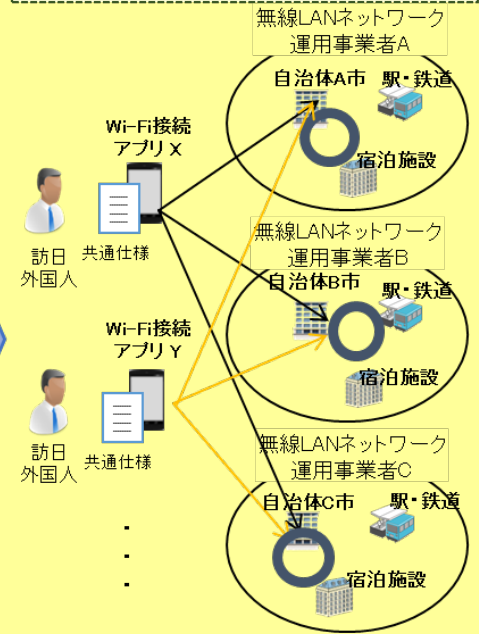 無線LANネットワーク
運用事業者A
自治体A市
駅・鉄道
宿泊施設
Wi-Fi接続
アプリX
訪日
外国人
共通仕様
無線LANネットワーク
運用事業者B
自治体B市
駅・鉄道
宿泊施設
Wi-Fi接続
アプリY
訪日
外国人
共通仕様
無線LANネットワーク
運用事業者C
自治体C市
駅・鉄道
宿泊施設